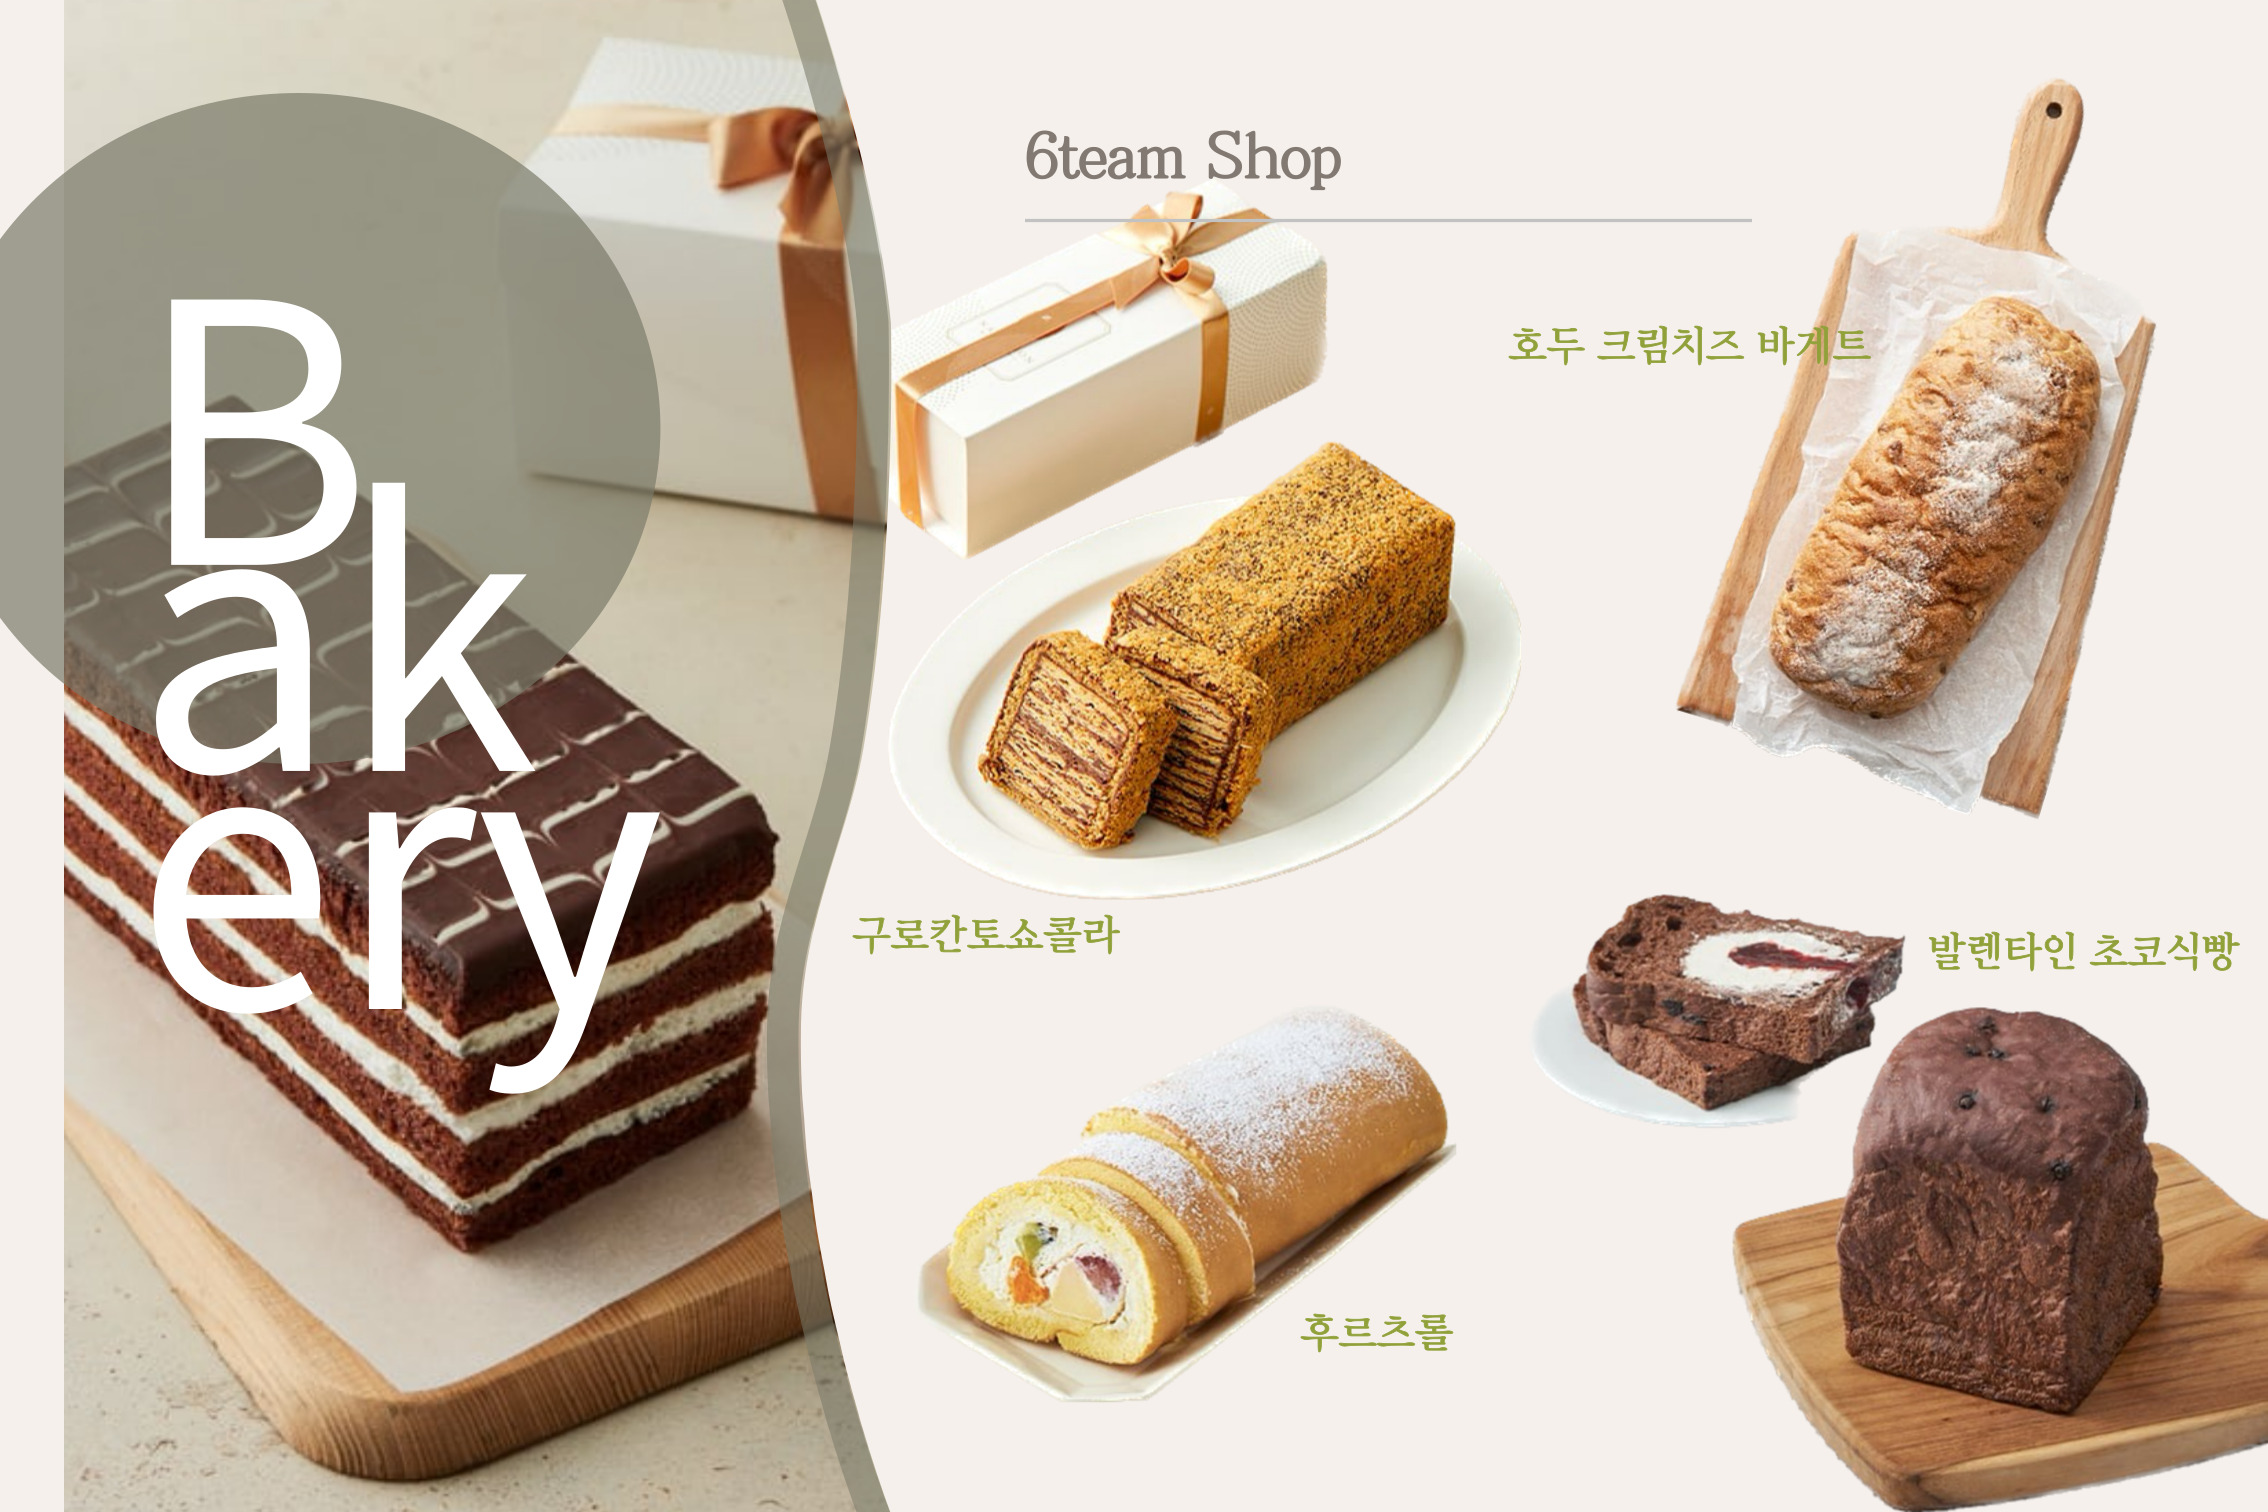 B
ak
ery
6team Shop
호두 크림치즈 바게트
구로칸토쇼콜라
발렌타인 초코식빵
후르츠롤